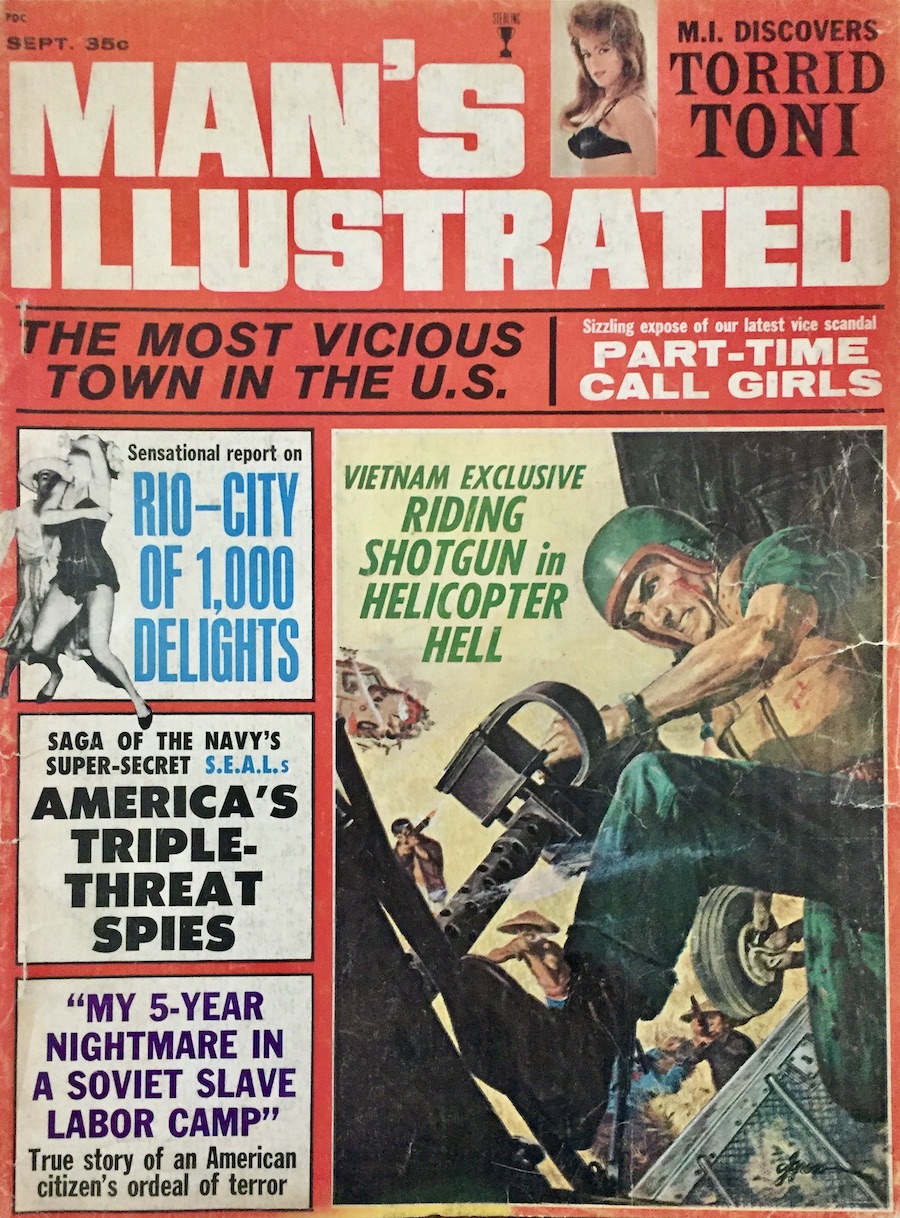 PDC
SEPT. 35c
STERLING
MAN'S
ILLUSTRATED
M.I. DISCOVERS
TORRID
TONI
THE MOST VICIOUS
TOWN IN THE U.S.
Sizzling expose of our latest vice scandal
PART-TIME
CALL GIRLS
Sensational report on
RIO–CITY
OF 1,000
DELIGHTS
SAGA OF THE NAVY'S
SUPER-SECRET S.E.A.L.s
AMERICA'S
TRIPLE-
THREAT
SPIES
“MY 5-YEAR
NIGHTMARE IN
A SOVIET SLAVE
LABOR CAMP”
True story of an American
citizen's ordeal of terror
VIETNAM EXCLUSIVE
RIDING
SHOTGUN in
HELICOPTER
HELL